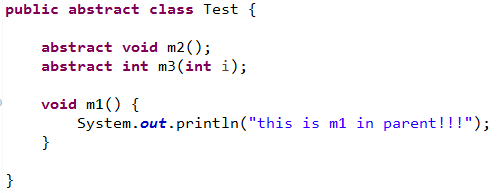 public abstract class Test {
abstract void m2();
abstract int m3(int i);
void m1() {
System.out.println("this is m1 in parent!!!");
}
}